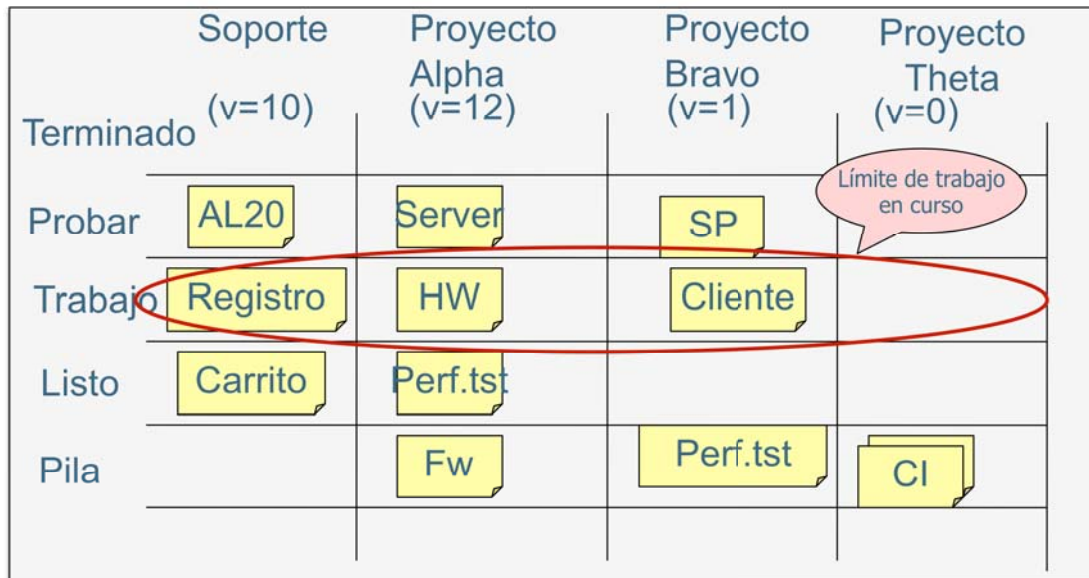 Soporte
(v=10)
Proyecto
Alpha
(v=12)
Proyecto
Bravo
(v=1)
Proyecto
Theta
(v=0)
Terminado
Límite de trabajo
en curso
Probar
AL20
Server
SP
Trabajo
Registro
HW
Cliente
Listo
Carrito
Perf.tst
Pila
Fw
Perf.tst
CI